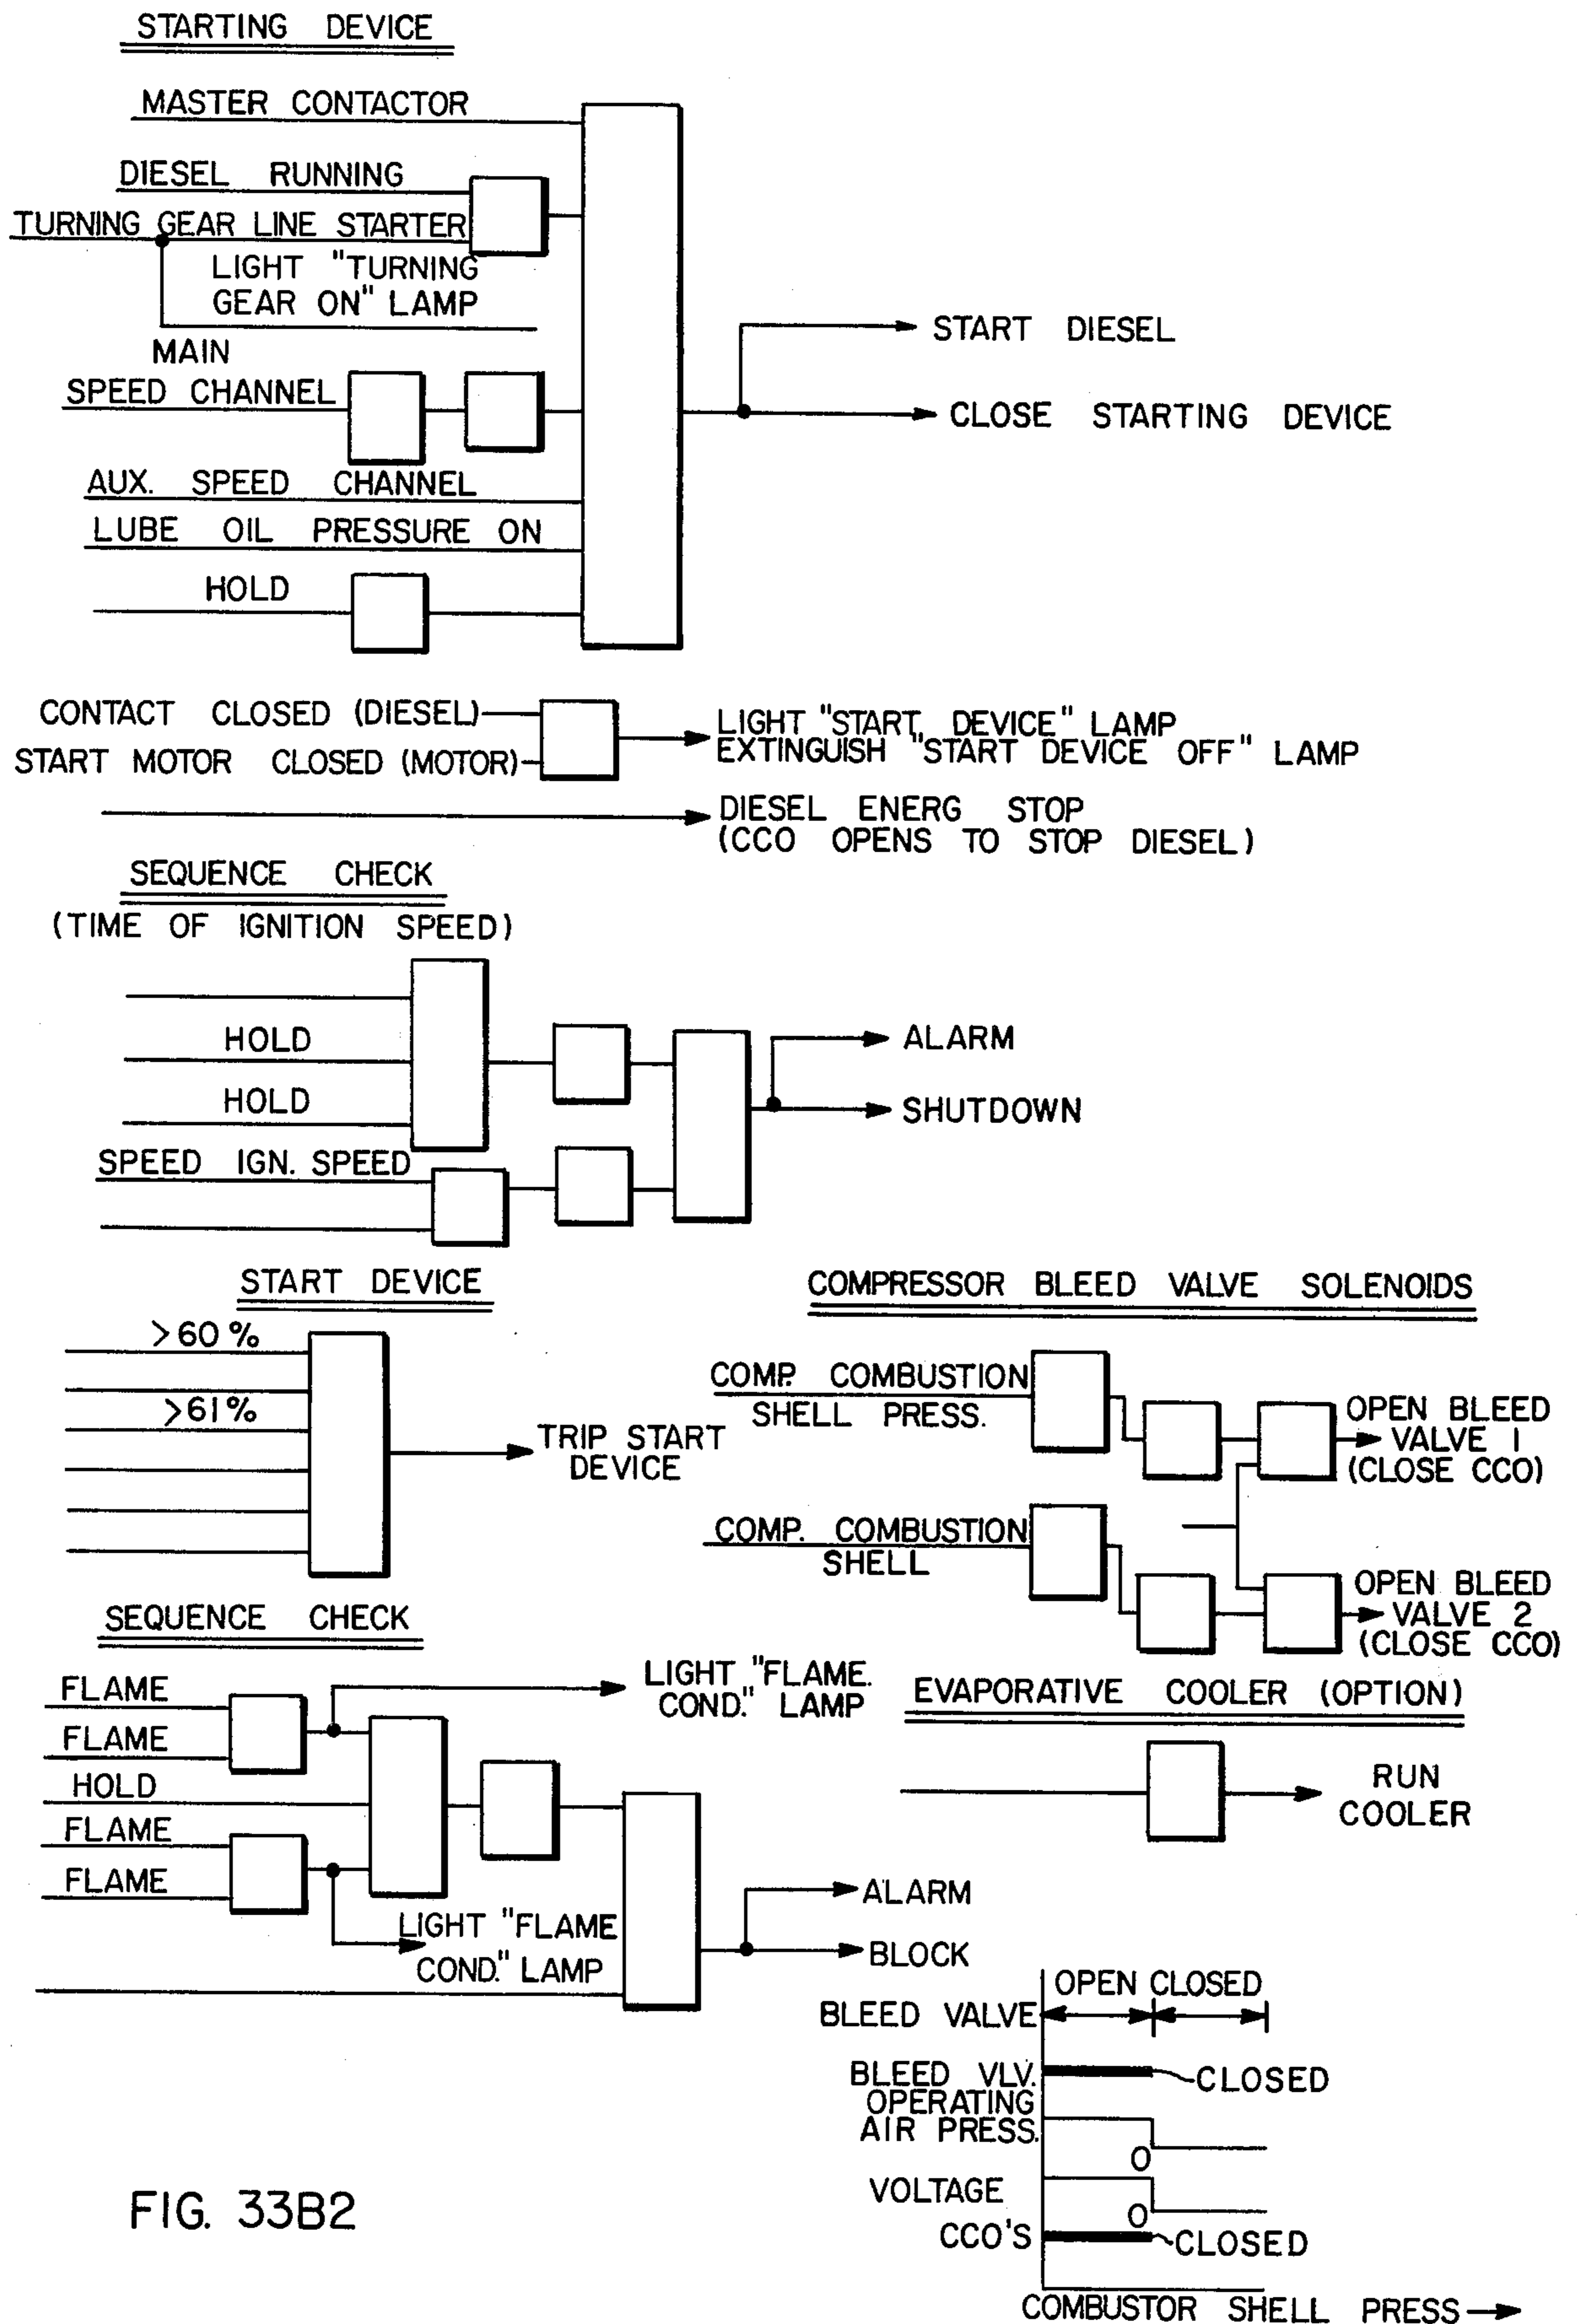 STARTING DEVICE
MASTER CONTACTOR
DIESEL RUNNING
TURNING GEAR LINE STARTER
LIGHT "TURNING
GEAR ON" LAMP
MAIN
SPEED CHANNEL
AUX. SPEED CHANNEL
LUBE OIL PRESSURE ON
HOLD
START DIESEL
CLOSE STARTING DEVICE
CONTACT CLOSED (DIESEL)
START MOTOR CLOSED (MOTOR)
LIGHT "START DEVICE" LAMP
EXTINGUISH "START DEVICE OFF" LAMP
DIESEL ENERG STOP
(CCO OPENS TO STOP DIESEL)
SEQUENCE CHECK
(TIME OF IGNITION SPEED)
HOLD
HOLD
SPEED IGN. SPEED
ALARM
SHUTDOWN
START DEVICE
>60%
>61%
TRIP START
DEVICE
COMPRESSOR BLEED VALVE SOLENOIDS
COMP. COMBUSTION
SHELL PRESS.
OPEN BLEED
VALVE 1
(CLOSE CCO)
COMP. COMBUSTION
SHELL
OPEN BLEED
VALVE 2
(CLOSE CCO)
SEQUENCE CHECK
FLAME
FLAME
HOLD
FLAME
FLAME
LIGHT "FLAME.
COND." LAMP
LIGHT "FLAME
COND." LAMP
ALARM
BLOCK
EVAPORATIVE COOLER (OPTION)
RUN
COOLER
OPEN CLOSED
BLEED VALVE
BLEED VLV.
OPERATING
AIR PRESS.
CLOSED
O
VOLTAGE
O
CCO'S
CLOSED
COMBUSTOR SHELL PRESS
FIG. 33B2